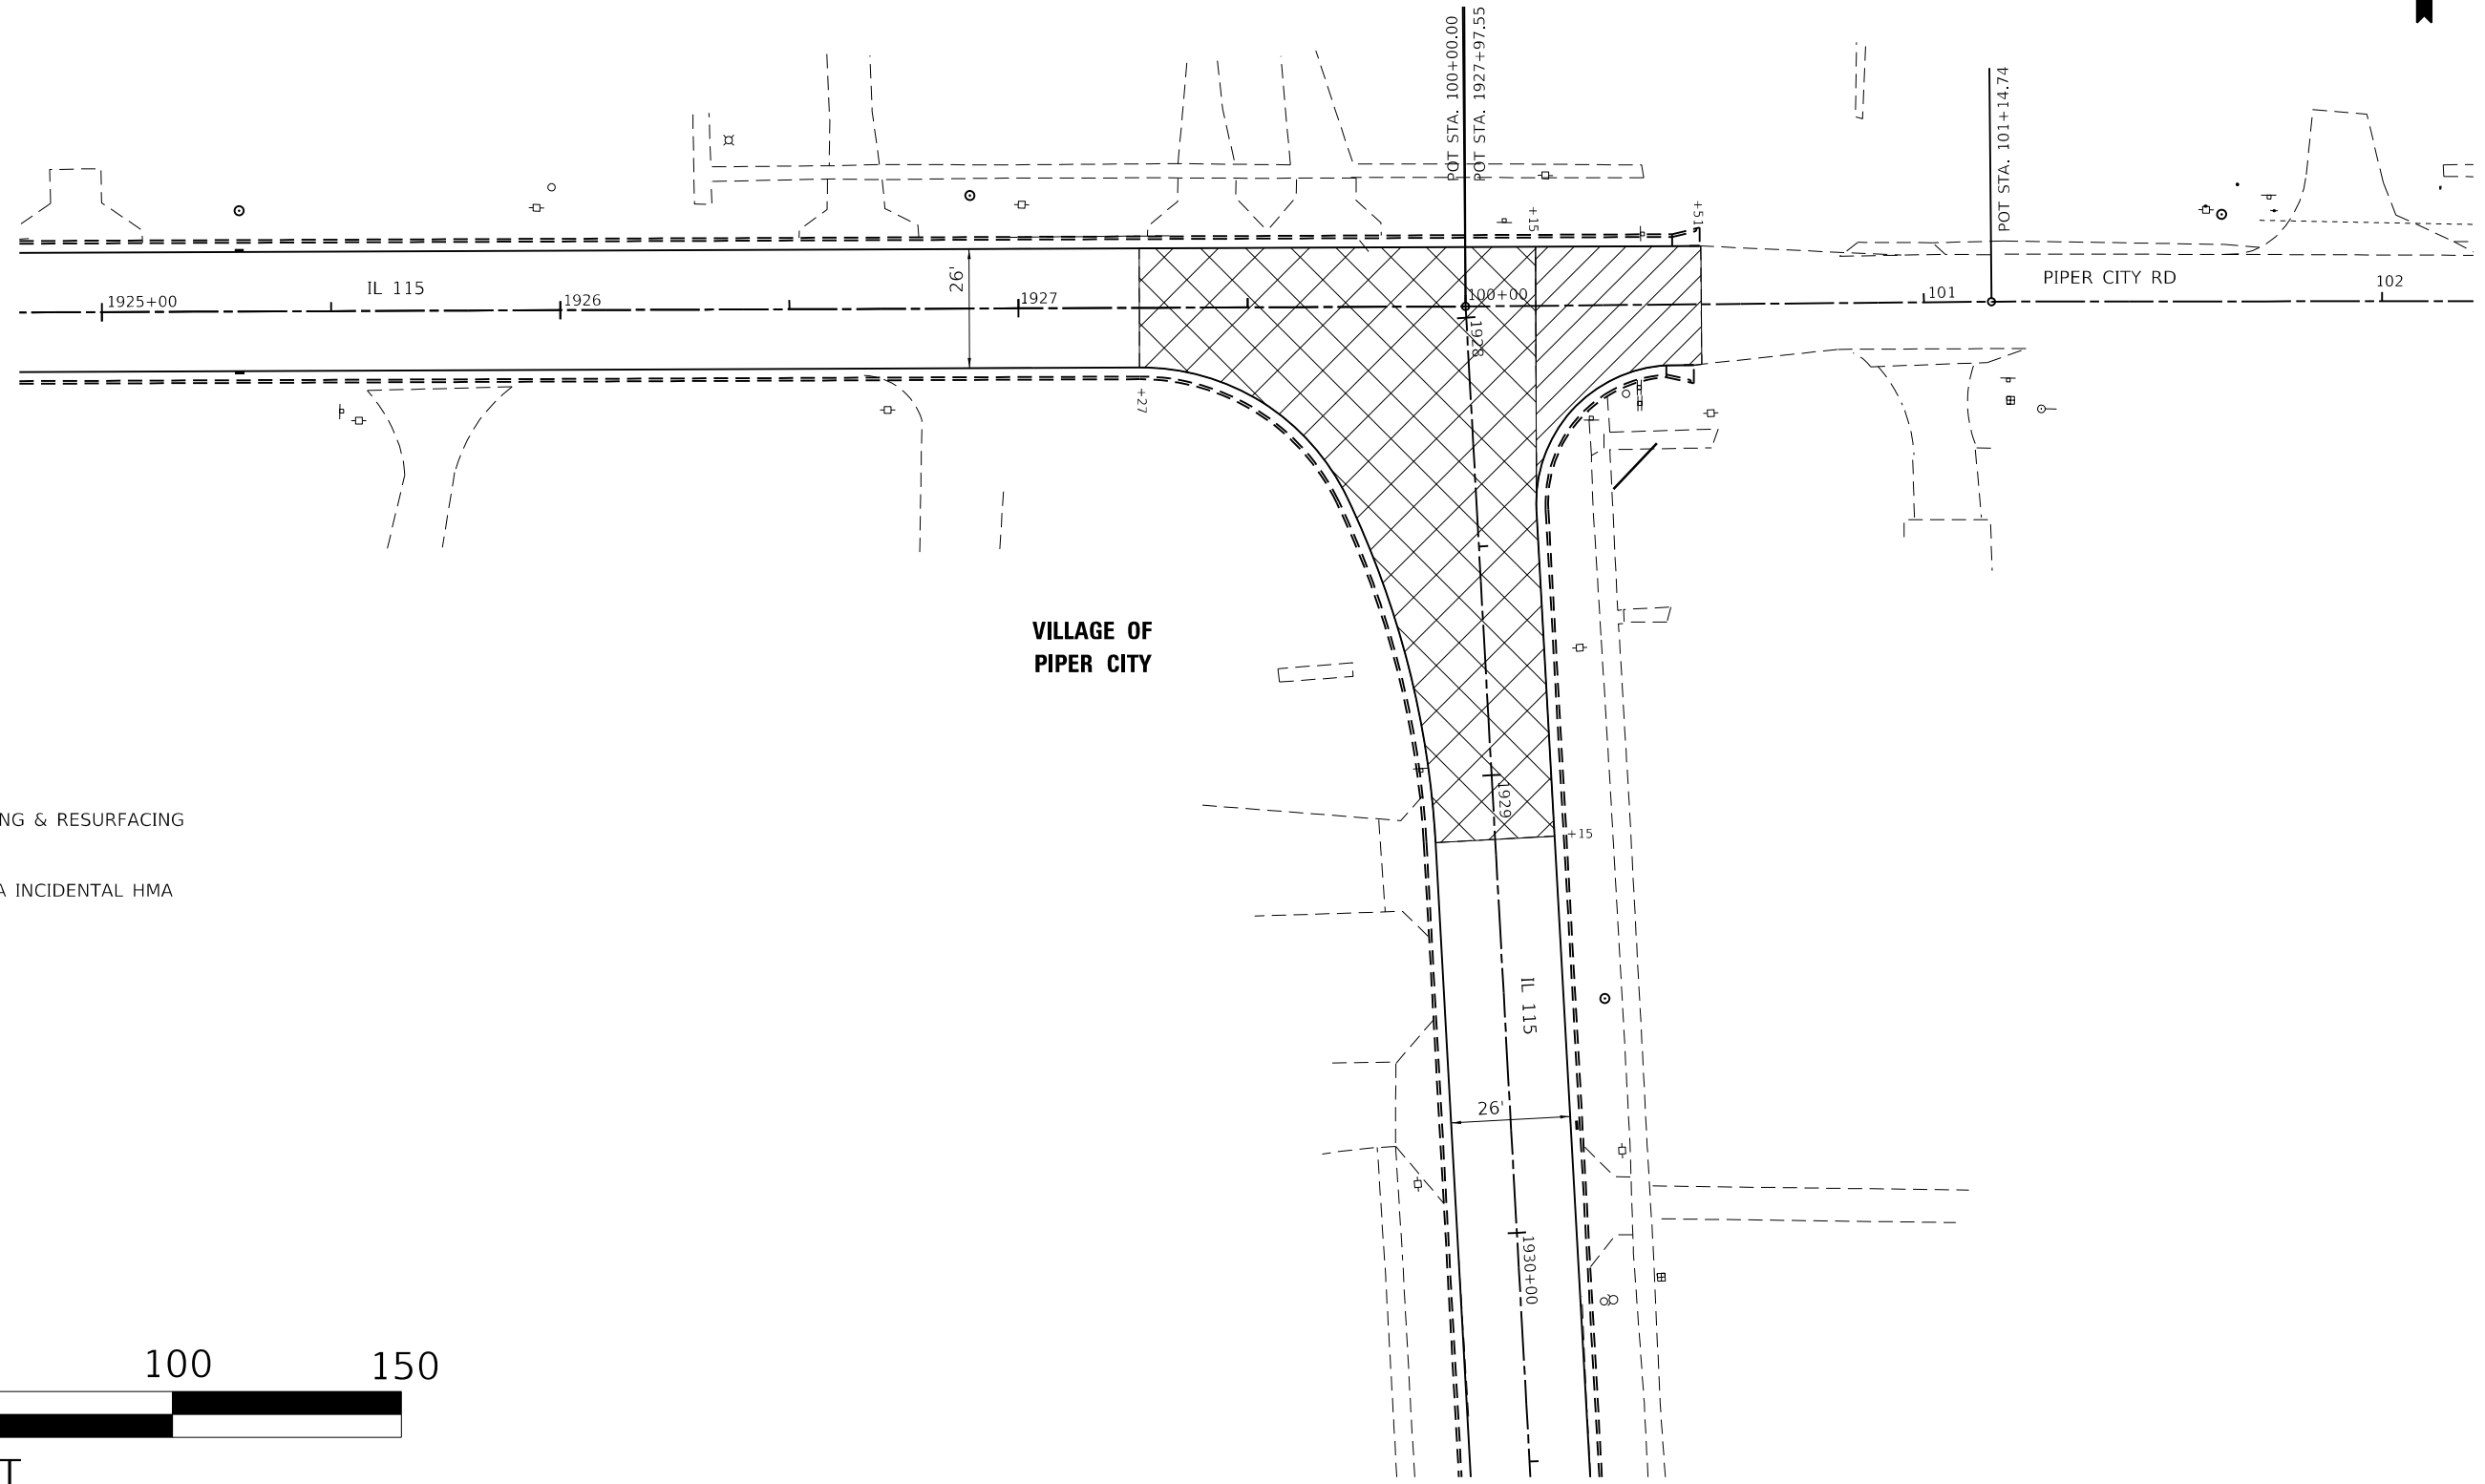 POT STA. 100+00.00
POT STA. 1927+97.55
POT STA. 101+14.74
+15
+51
26'
IL 115
1925+00
1926
1927
100+00
101
PIPER CITY RD
102
1928
+27
VILLAGE OF
PIPER CITY
1929
+15
NG & RESURFACING
A INCIDENTAL HMA
IL 115
26'
1930+00
100
150
T